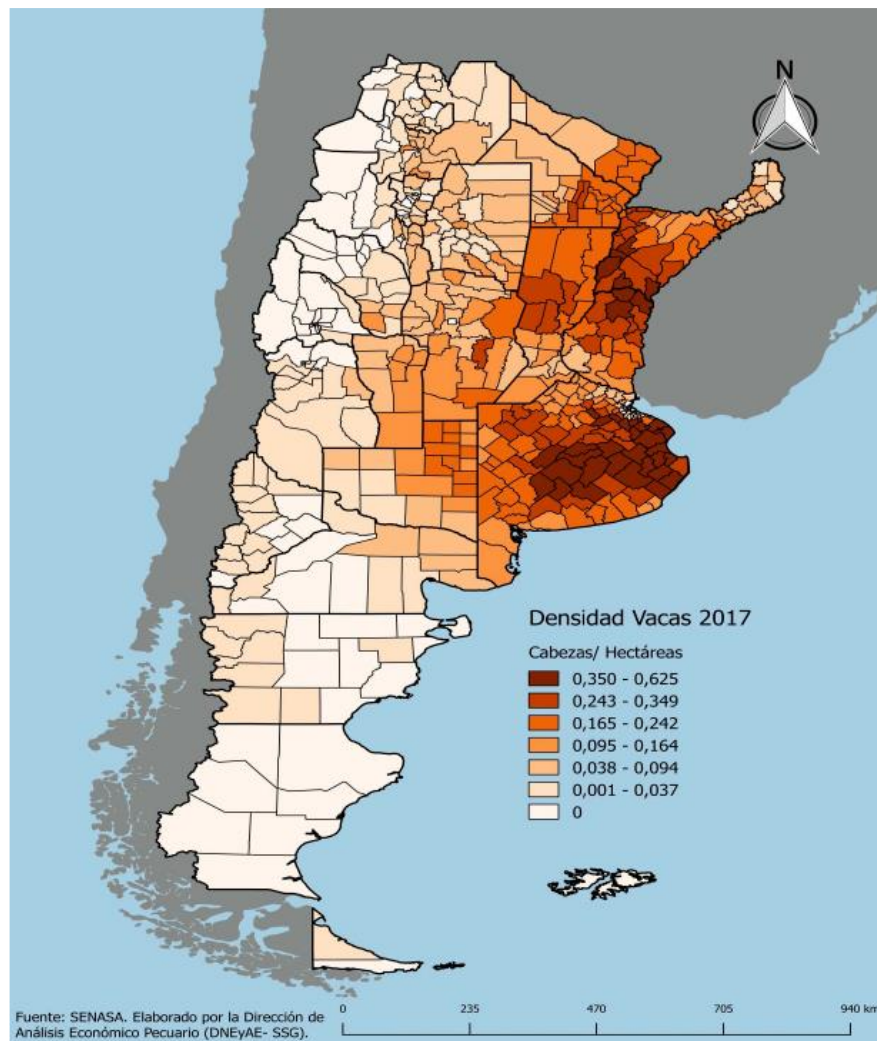 N
Densidad Vacas 2017
Cabezas/ Hectáreas
0,350 - 0,625
0,243 - 0,349
0,165 - 0,242
0,095 - 0,164
0,038 - 0,094
0,001 - 0,037
0
Fuente: SENASA. Elaborado por la Dirección de
Análisis Económico Pecuario (DNEyAE- SSG).
0 235 470 705 940 km